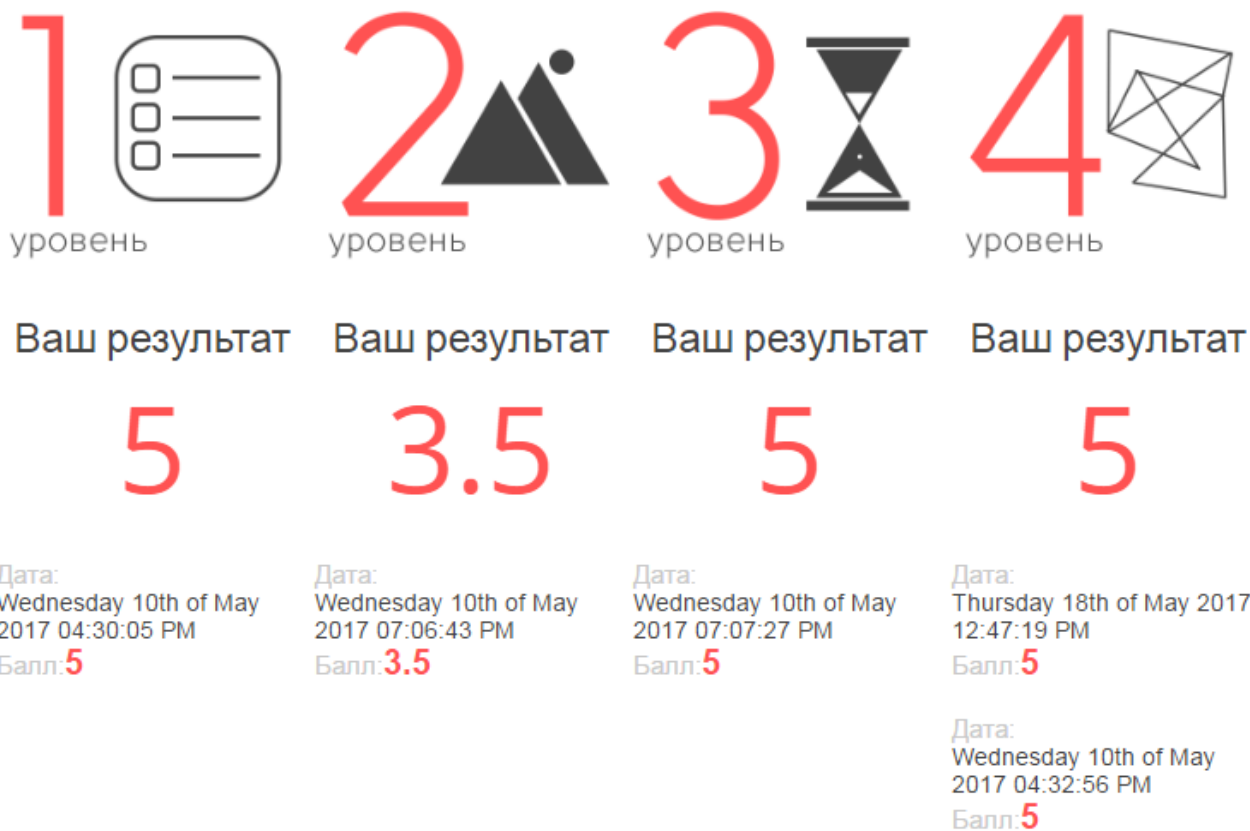 1
уровень
Ваш результат
5
Дата:
Wednesday 10th of May
2017 04:30:05 PM
Балл:5
2
уровень
Ваш результат
3.5
Дата:
Wednesday 10th of May
2017 07:06:43 PM
Балл:3.5
3
уровень
Ваш результат
5
Дата:
Wednesday 10th of May
2017 07:07:27 PM
Балл:5
4
уровень
Ваш результат
5
Дата:
Thursday 18th of May 2017
12:47:19 PM
Балл:5
Дата:
Wednesday 10th of May
2017 04:32:56 PM
Балл:5